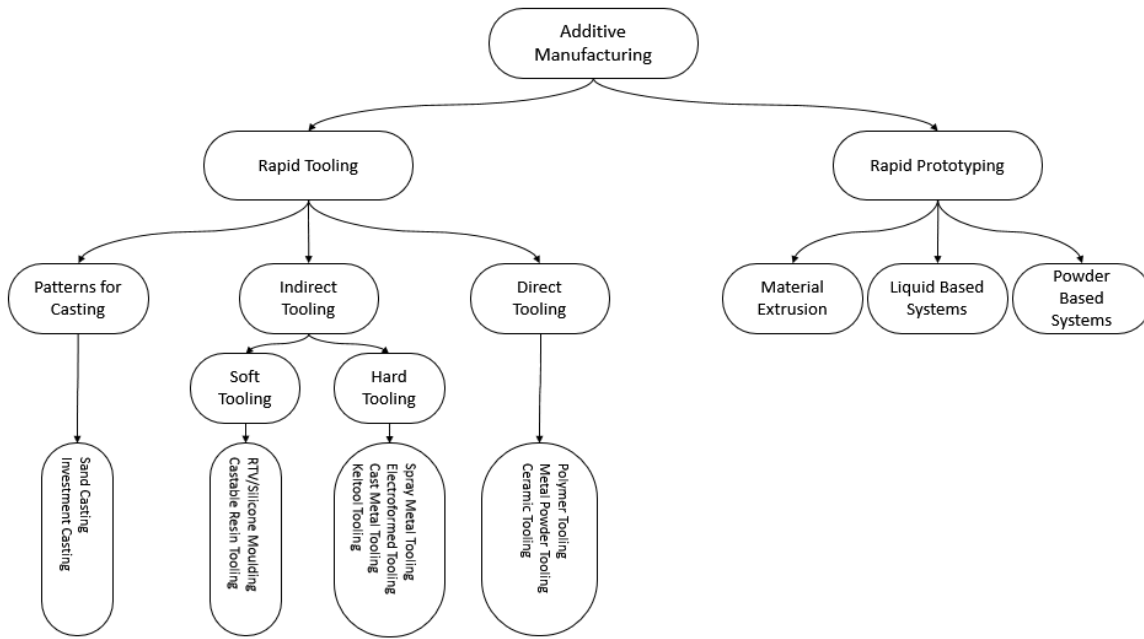 Additive
Manufacturing
Rapid Tooling
Rapid Prototyping
Patterns for
Casting
Indirect
Tooling
Direct
Tooling
Material
Extrusion
Liquid Based
Systems
Powder
Based
Systems
Soft
Tooling
Hard
Tooling
Sand Casting
Investment Casting
RTV/Silicone Moulding
Castable Resin Tooling
Spray Metal Tooling
Electroformed Tooling
Cast Metal Tooling
Keltool Tooling
Polymer Tooling
Metal Powder Tooling
Ceramic Tooling